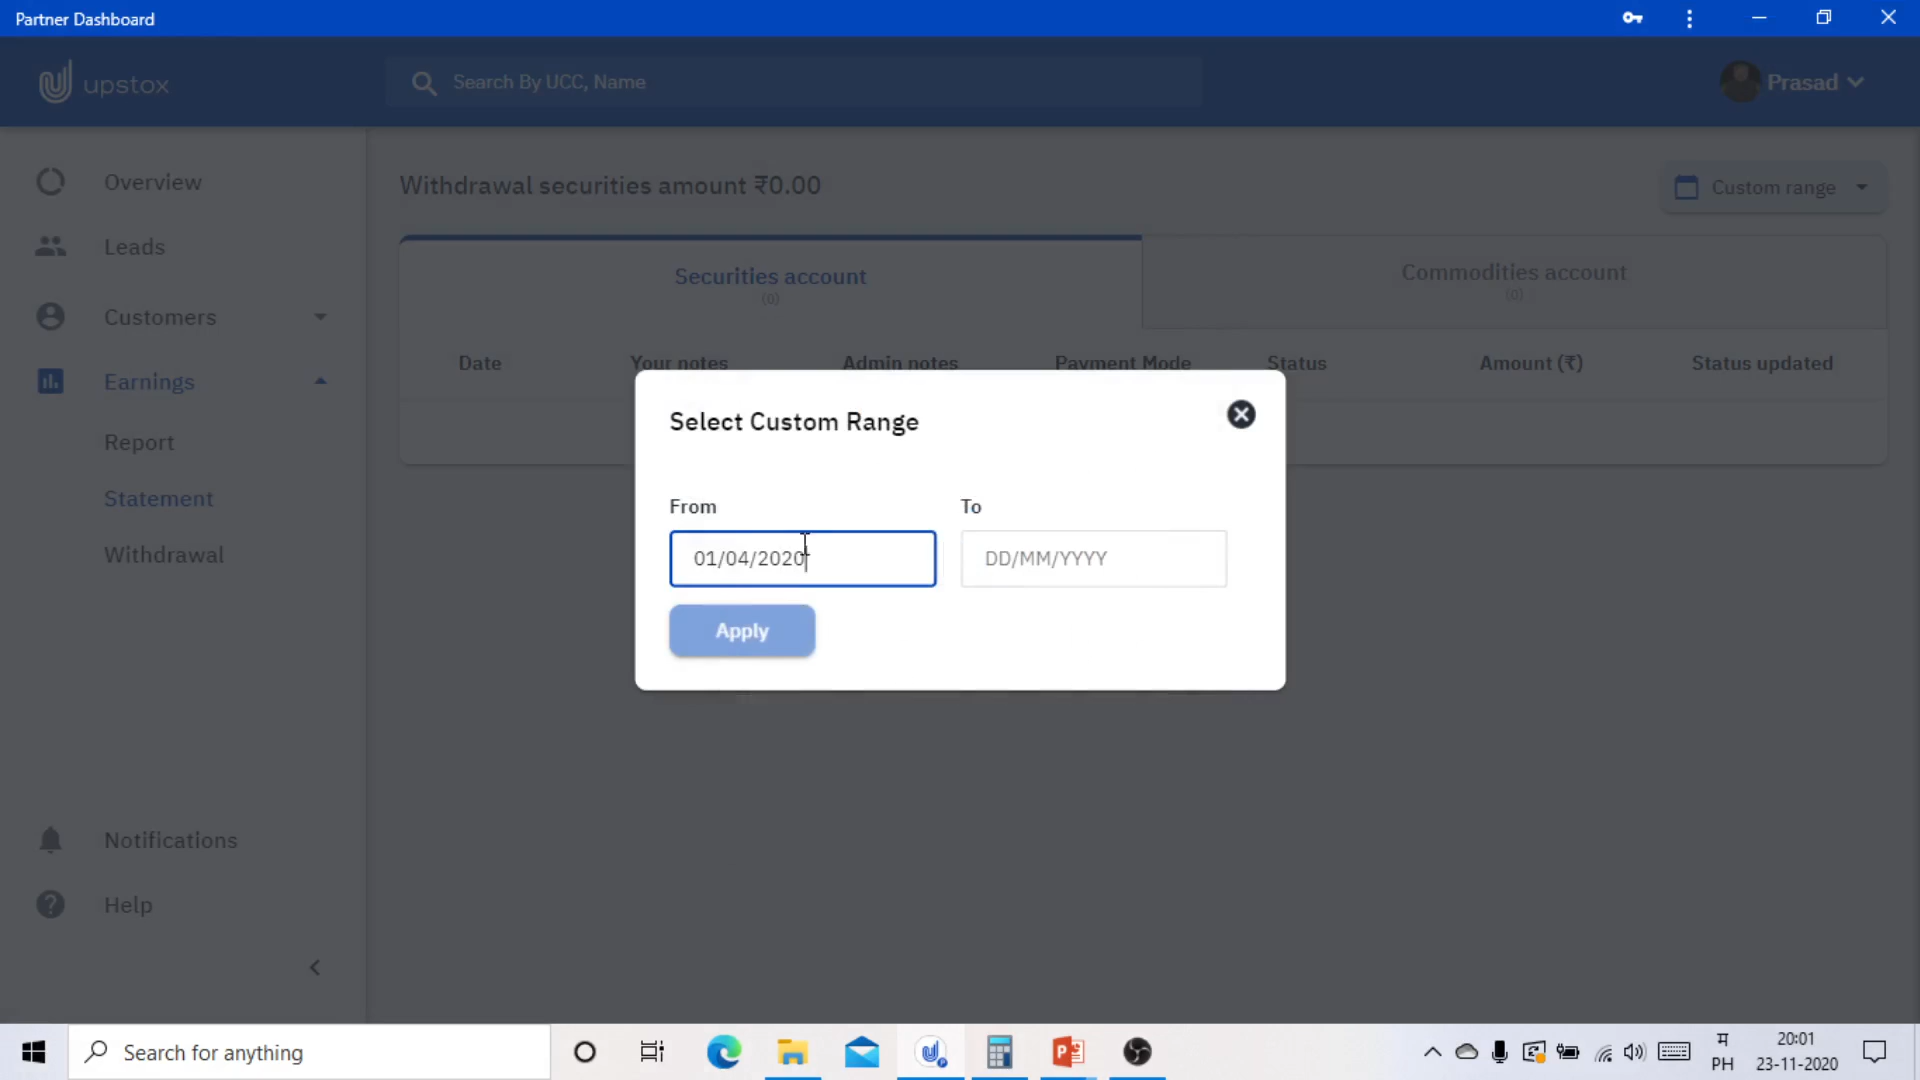 Partner Dashboard
upstox
Search By UCC, Name
Prasad
Overview
Leads
Customers
Earnings
Report
Statement
Withdrawal
Notifications
Help
Withdrawal securities amount ₹0.00
Custom range
Securities account
(0)
Commodities account
(0)
Date Your notes Admin notes Payment Mode Status Amount (₹) Status updated
Select Custom Range
From To
01/04/2020 DD/MM/YYYY
Apply
Search for anything
PH
20:01
23-11-2020